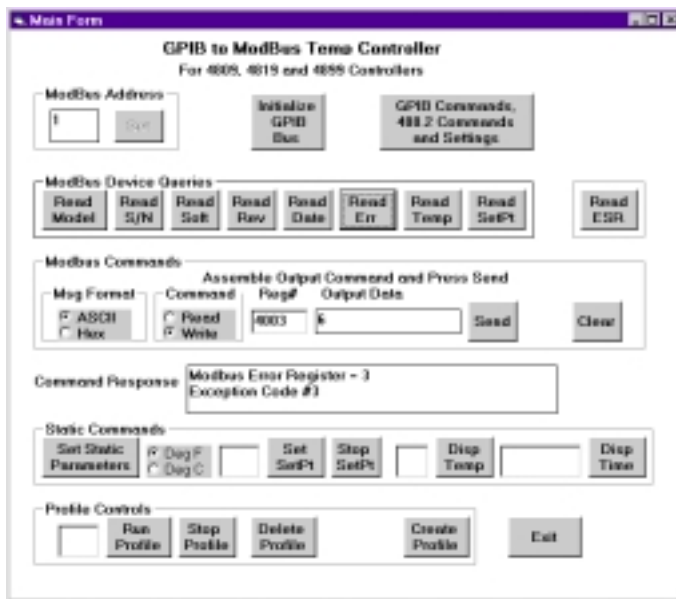 Main Form
GPIB to ModBus Temp Controller
For 4809, 4819 and 4899 Controllers
ModBus Address
1
Set
Initialize
GPIB
Bus
GPIB Commands,
488.2 Commands
and Settings
ModBus Device Queries
Read
Model
Read
S/N
Read
Soft
Read
Rev
Read
Date
Read
Err
Read
Temp
Read
SetPt
Read
ESR
Modbus Commands
Assemble Output Command and Press Send
Msg Format
ASCII
Hex
Command
Read
Write
Reg#
4003
Output Data
6
Send
Clear
Command Response
Modbus Error Register = 3
Exception Code #3
Static Commands
Set Static
Parameters
Deg F
Deg C
Set
SetPt
Stop
SetPt
Disp
Temp
Disp
Time
Profile Controls
Run
Profile
Stop
Profile
Delete
Profile
Create
Profile
Exit